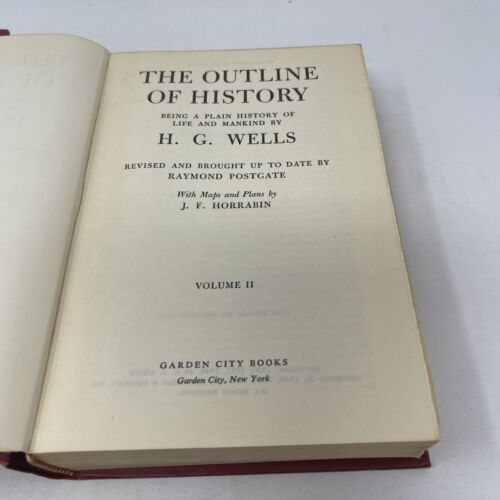 THE OUTLINE
OF HISTORY
BEING A PLAIN HISTORY OF
LIFE AND MANKIND BY
H. G. WELLS
REVISED AND BROUGHT UP TO DATE BY
RAYMOND POSTGATE
With Maps and Plans by
J. F. HORRABIN
VOLUME II
GARDEN CITY BOOKS
Garden City, New York